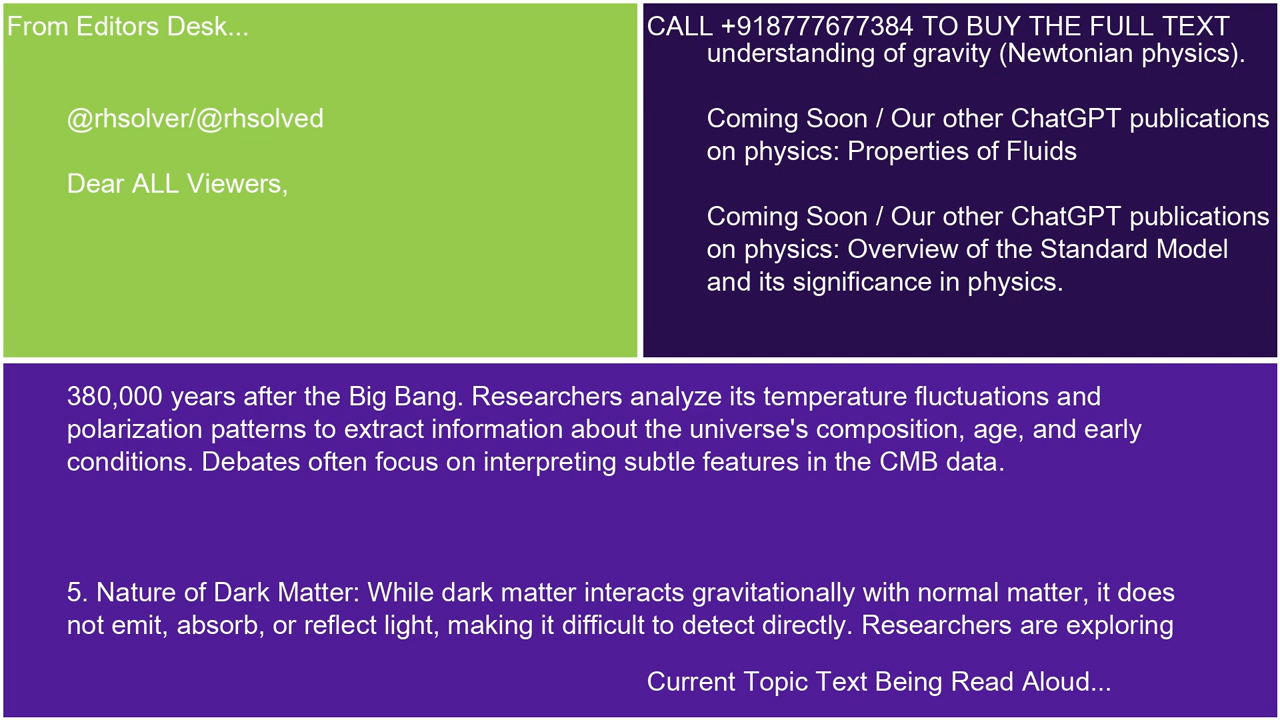 From Editors Desk...
@rhsolver/@rhsolved
Dear ALL Viewers,
CALL +918777677384 TO BUY THE FULL TEXT
understanding of gravity (Newtonian physics).
Coming Soon / Our other ChatGPT publications
on physics: Properties of Fluids
Coming Soon / Our other ChatGPT publications
on physics: Overview of the Standard Model
and its significance in physics.
380,000 years after the Big Bang. Researchers analyze its temperature fluctuations and
polarization patterns to extract information about the universe's composition, age, and early
conditions. Debates often focus on interpreting subtle features in the CMB data.
5. Nature of Dark Matter: While dark matter interacts gravitationally with normal matter, it does
not emit, absorb, or reflect light, making it difficult to detect directly. Researchers are exploring
Current Topic Text Being Read Aloud...